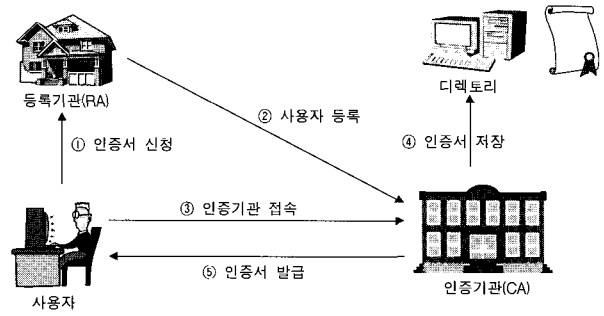 등록기관(RA)
디렉토리
② 사용자 등록
① 인증서 신청
④ 인증서 저장
③ 인증기관 접속
⑤ 인증서 발급
사용자
인증기관(CA)